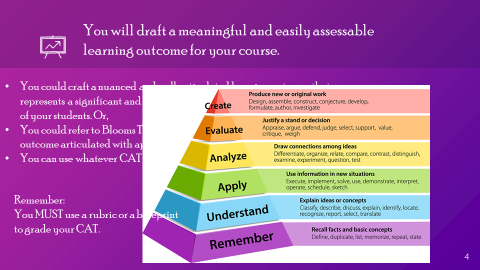 You will draft a meaningful and easily assessable
learning outcome for your course.
• You could craft a nuanced
represents a significant and
of your students. Or,
• You could refer to Blooms T
outcome articulated with
• You can use whatever CAT
Remember:
You MUST use a rubric or a blueprint
to grade your CAT.
Create
Produce new or original work
Design, assemble, construct, conjecture, develop,
formulate, author, investigate
Evaluate
Justify a stand or decision
Appraise, argue, defend, judge, select, support, value,
critique, weigh
Analyze
Draw connections among ideas
Differentiate, organize, relate, compare, contrast, distinguish,
examine, experiment, question, test
Apply
Use information in new situations
Execute, implement, solve, use, demonstrate, interpret,
operate, schedule, sketch
Understand
Explain ideas or concepts
Classify, describe, discuss, explain, identify, locate,
recognize, report, select, translate
Remember
Recall facts and basic concepts
Define, duplicate, list, memorize, repeat, state
4